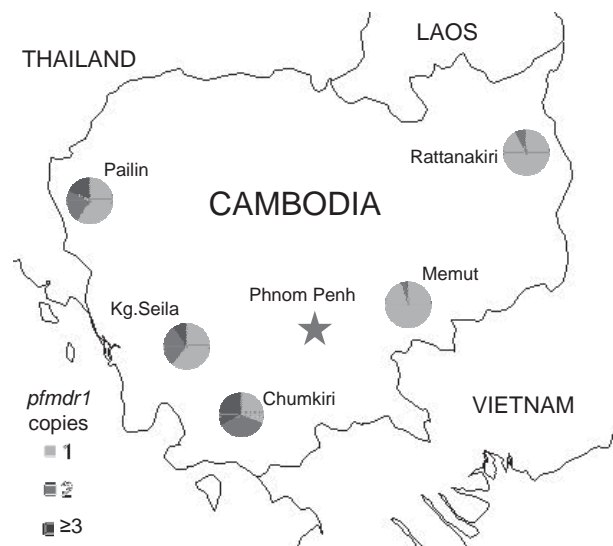 LAOS
THAILAND
Rattanakiri
Pailin
CAMBODIA
Memut
Phnom Penh
Kg.Seila
Chumkiri
pfmdr1
copies
VIETNAM
1
2
≥3